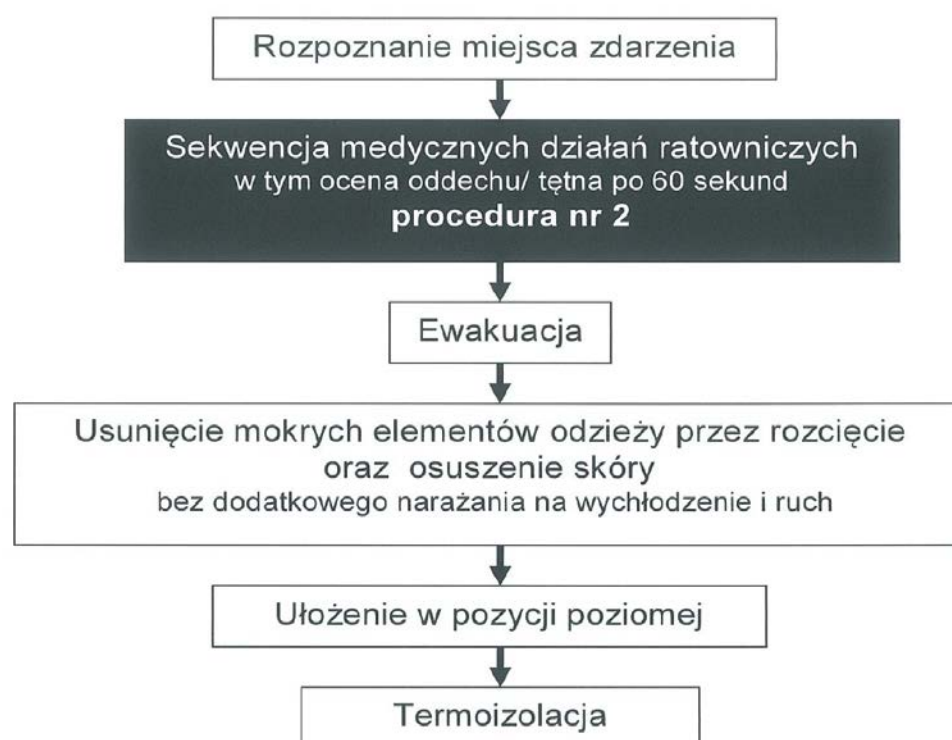 Rozpoznanie miejsca zdarzenia
Sekwencja medycznych działań ratowniczych
w tym ocena oddechu/ tętna po 60 sekund
procedura nr 2
Ewakuacja
Usunięcie mokrych elementów odzieży przez rozcięcie
oraz osuszenie skóry
bez dodatkowego narażania na wychłodzenie i ruch
Ułożenie w pozycji poziomej
Termoizolacja